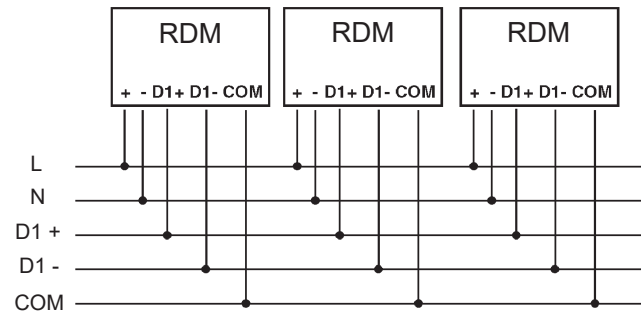 RDM RDM RDM
+ - D1+ D1- COM + - D1+ D1- COM + - D1+ D1- COM
L
N
D1 +
D1 -
COM